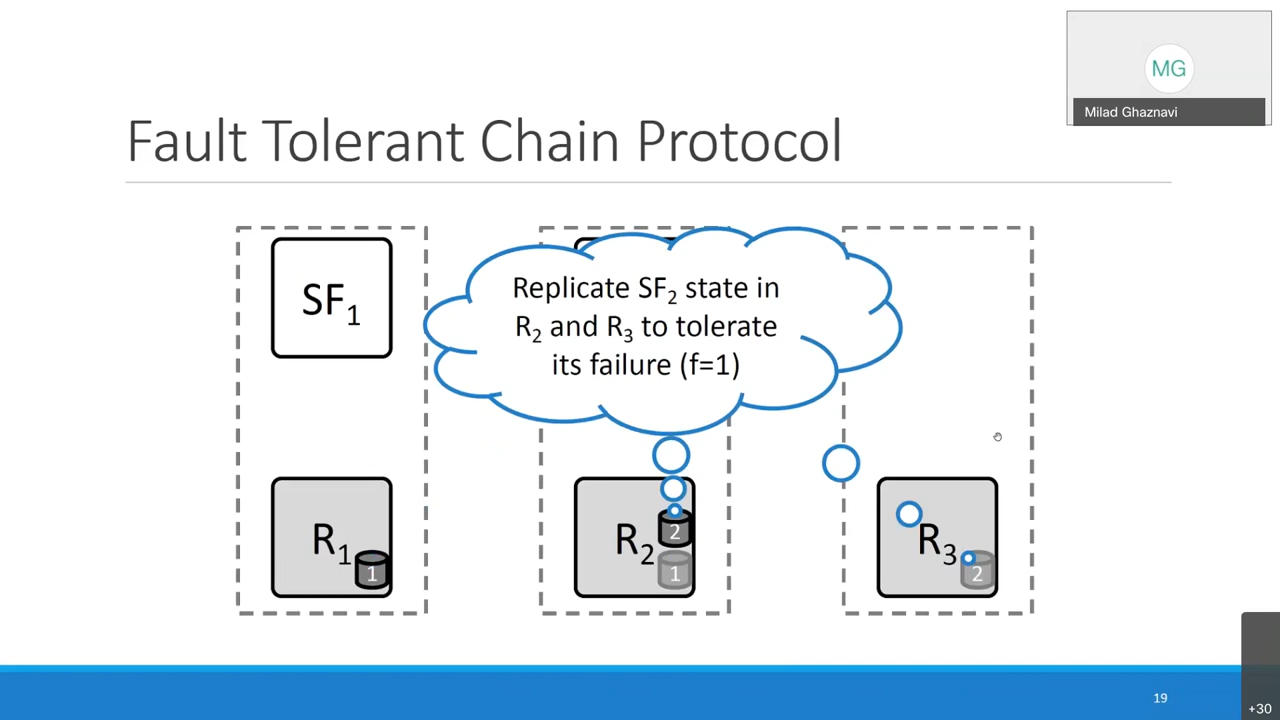 MG
Milad Ghaznavi
Fault Tolerant Chain Protocol
SF₁
Replicate SF₂ state in
R₂ and R₃ to tolerate
its failure (f=1)
R₁
1
R₂
2
1
R₃
2
19
+30